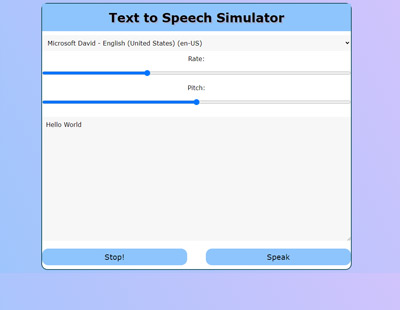 Text to Speech Simulator
Microsoft David - English (United States) (en-US)
Rate:
Pitch:
Hello World
Stop!
Speak